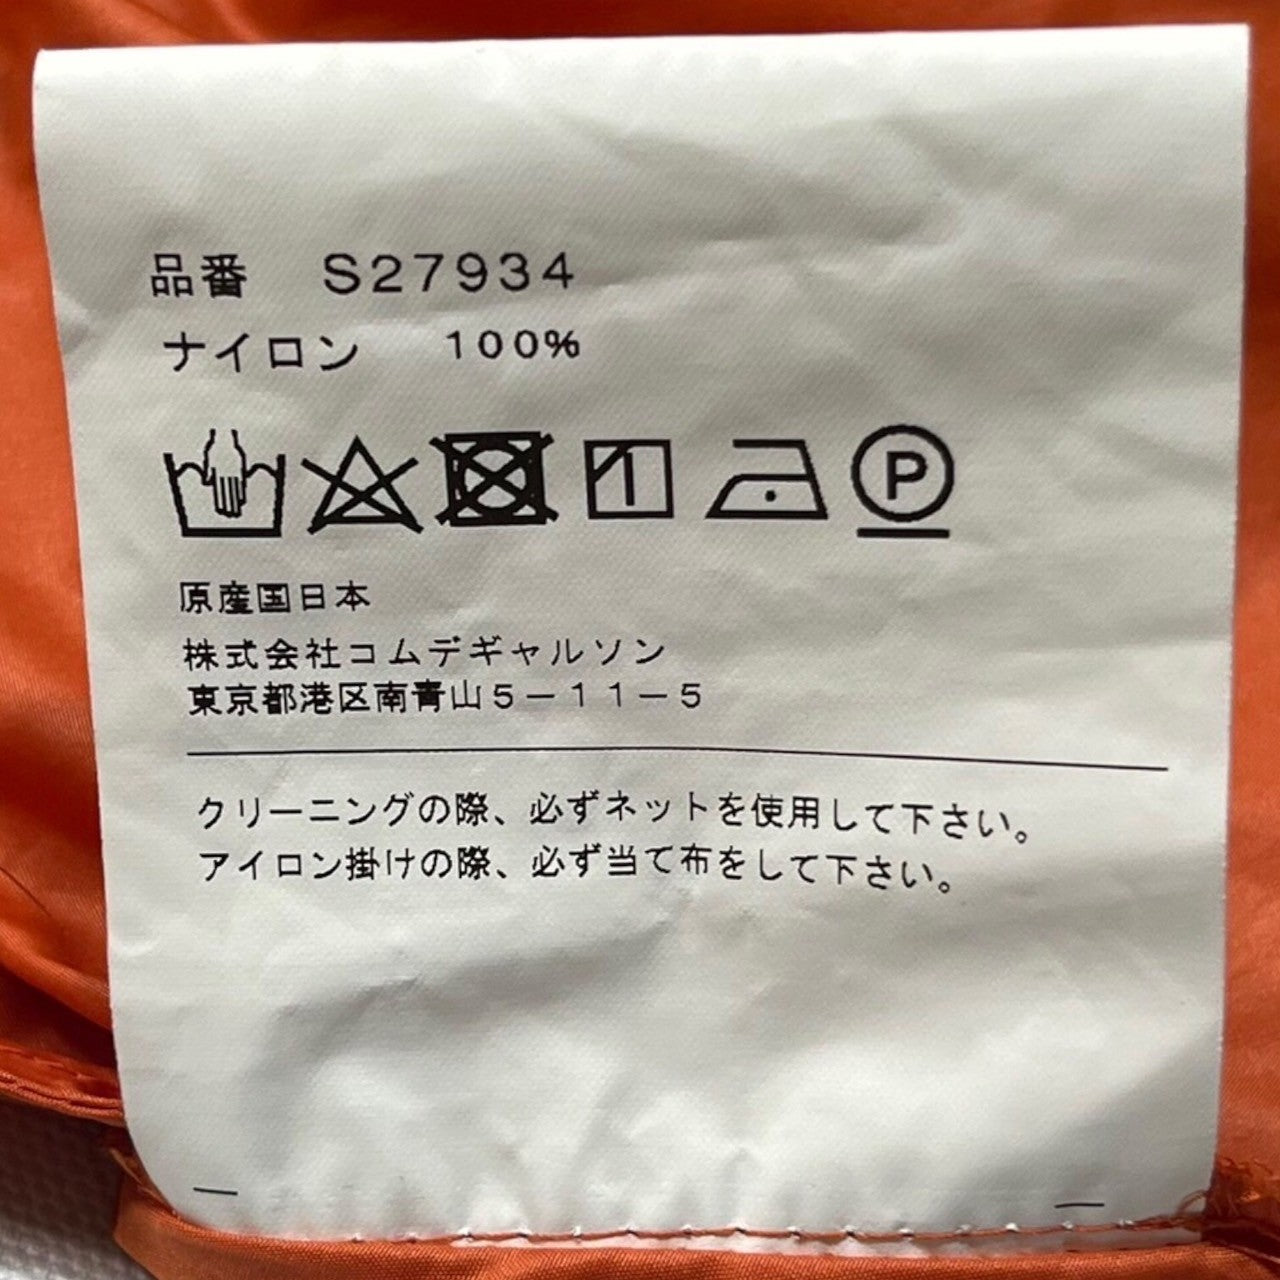 品番　S27934
ナイロン　100%
P
原産国日本
株式会社コムデギャルソン
東京都港区南青山5－11－5
クリーニングの際、必ずネットを使用して下さい。
アイロン掛けの際、必ず当て布をして下さい。